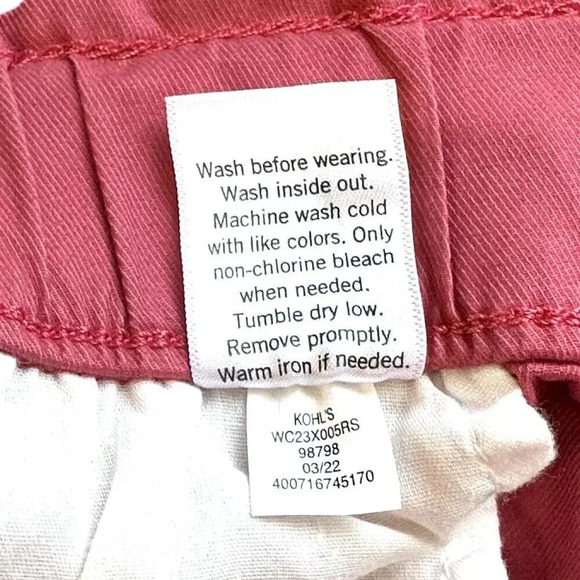 Wash before wearing.
Wash inside out.
Machine wash cold
with like colors. Only
non-chlorine bleach
when needed.
Tumble dry low.
Remove promptly.
Warm iron if needed.
KOHL'S
WC23X005RS
98798
03/22
400716745170